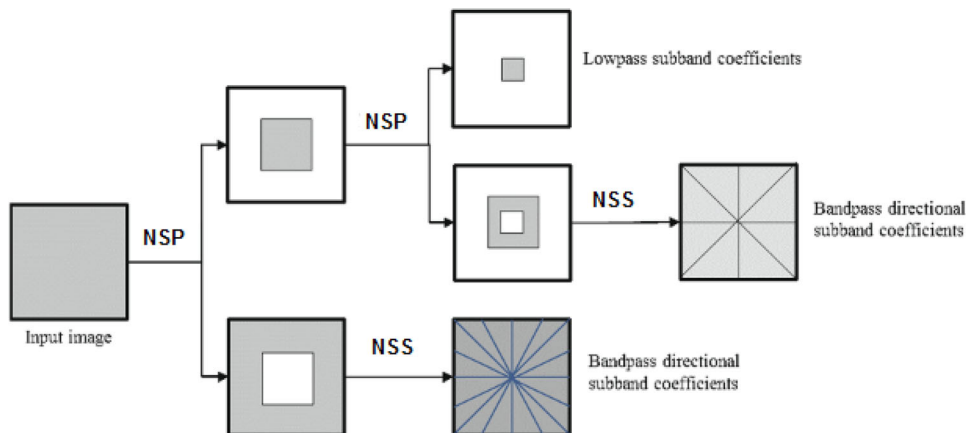 Lowpass subband coefficients
NSP
NSS
Bandpass directional
subband coefficients
NSP
Input image
NSS
Bandpass directional
subband coefficients